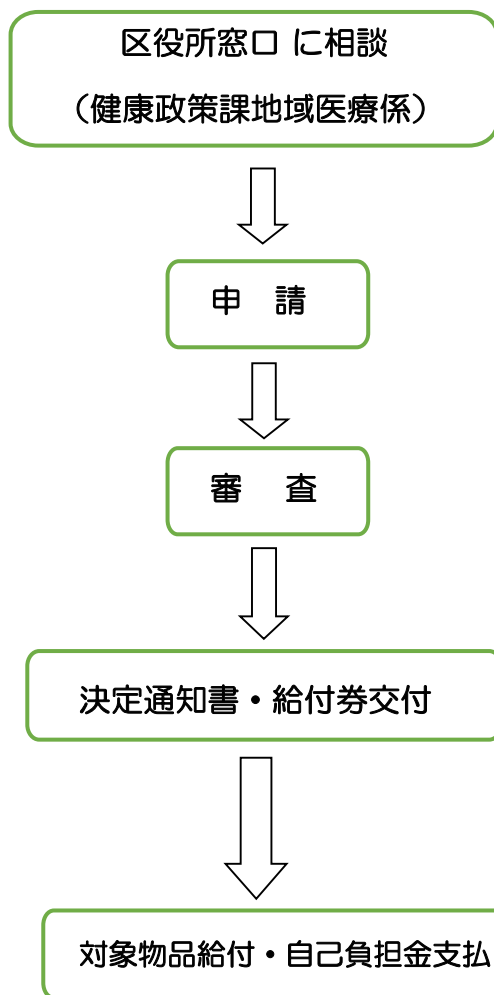 区役所窓口 に相談
(健康政策課地域医療係)
申　請
審　査
決定通知書・給付券交付
対象物品給付・自己負担金支払